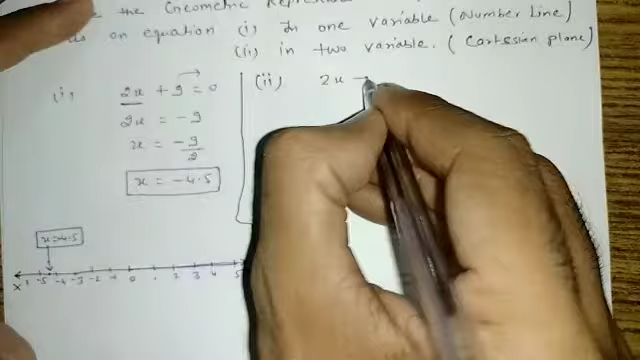 the Geometric Represe
on equation (i) In one variable (Number Line)
(ii) in two variable. (Cartesian plane)
(i) 2x + 9 = 0
2x = -9
x = -9/2
x = -4.5
(ii) 2x
x=-4.5
X' -5 -4 -3 -2 -1 0 1 2 3 4 5